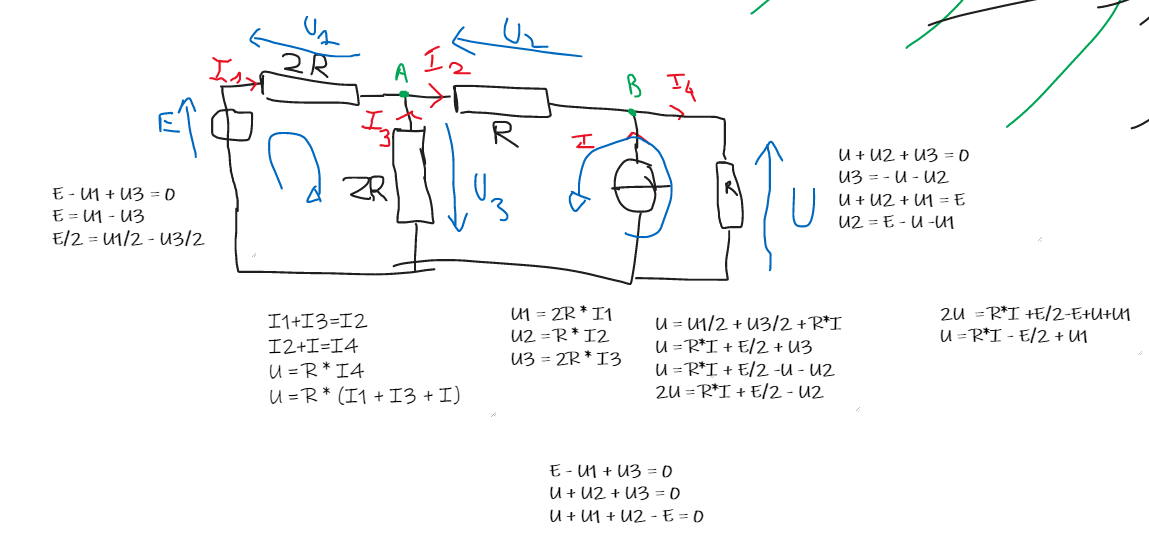 U1
U2
2R
A
I1
I2
B
I4
E
I3
R
I
2R
U3
R
U
U + U2 + U3 = 0
U3 = - U - U2
U + U2 + U1 = E
U2 = E - U -U1
E - U1 + U3 = 0
E = U1 - U3
E/2 = U1/2 - U3/2
I1+I3=I2
I2+I=I4
U = R * I4
U = R * (I1 + I3 + I)
U1 = 2R * I1
U2 = R * I2
U3 = 2R * I3
U = U1/2 + U3/2 +R*I
U =R*I + E/2 + U3
U =R*I + E/2 -U - U2
2U =R*I + E/2 - U2
2U =R*I +E/2-E+U+U1
U =R*I - E/2 + U1
E - U1 + U3 = 0
U + U2 + U3 = 0
U + U1 + U2 - E = 0